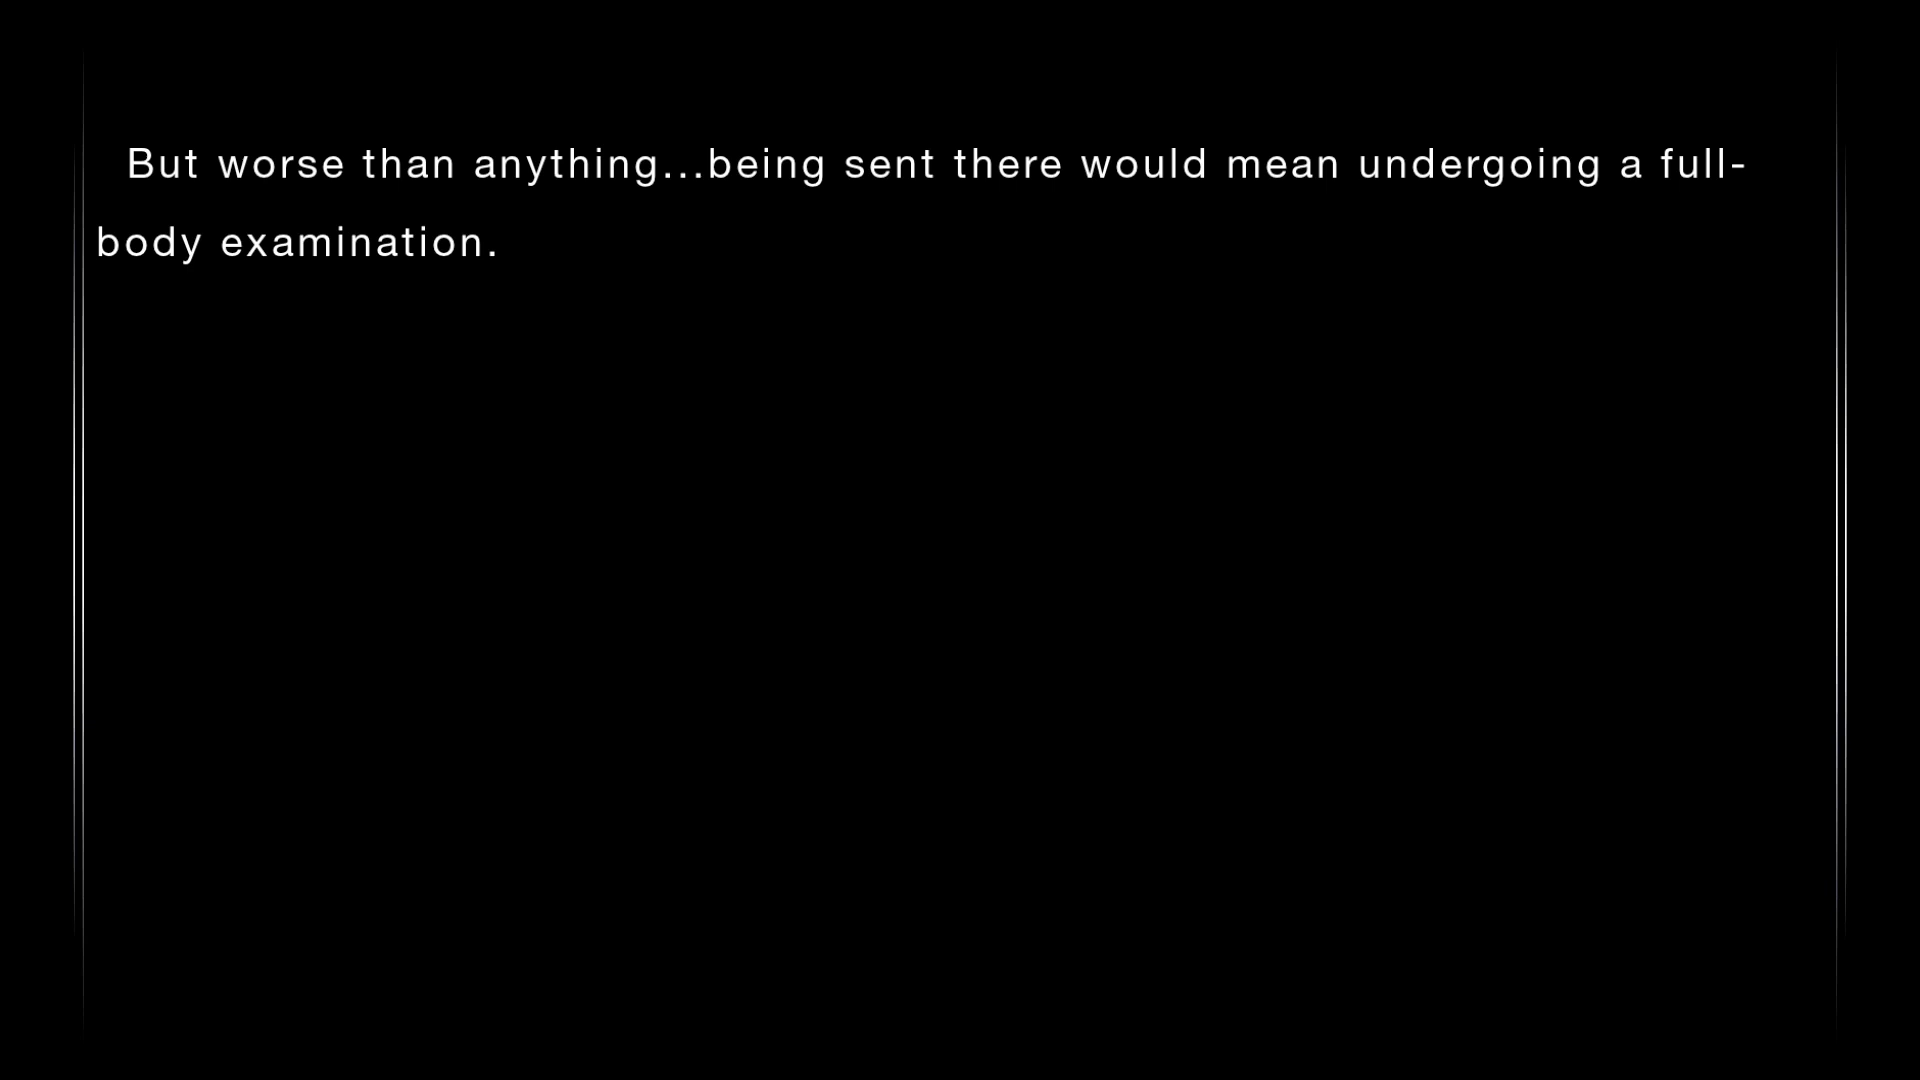 But worse than anything...being sent there would mean undergoing a full-
body examination.